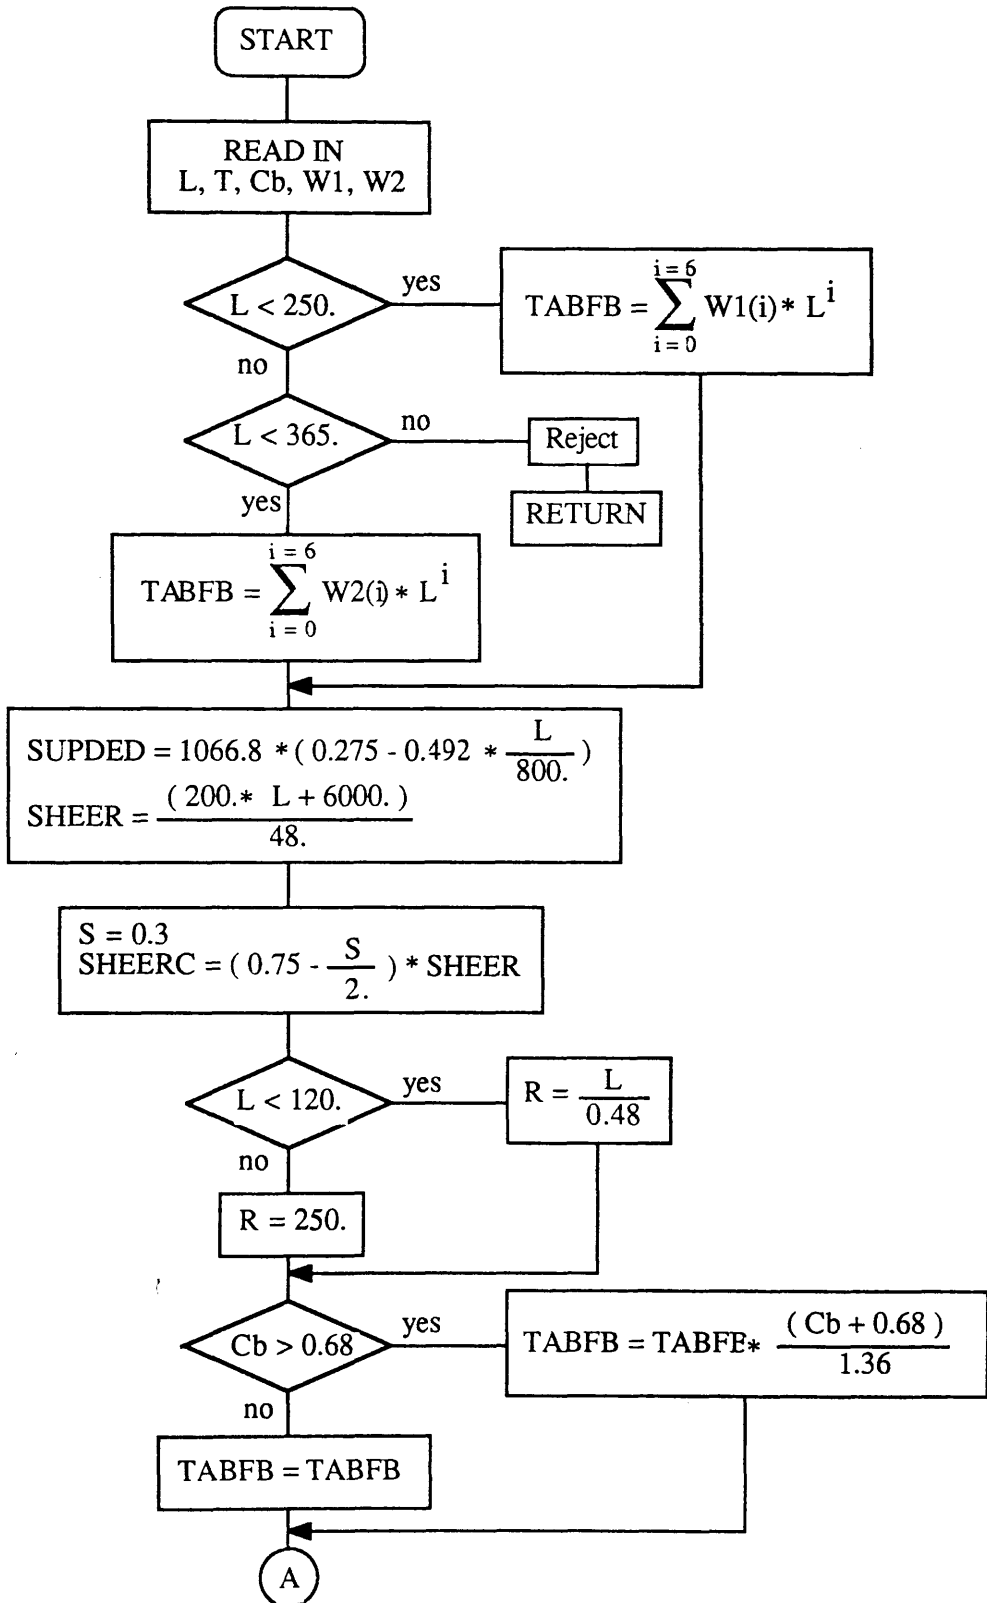 START
READ IN
L, T, Cb, W1, W2
L < 250.
yes
i = 6
TABFB = ∑ W1(i) * L^i
i = 0
no
L < 365.
no
Reject
RETURN
yes
i = 6
TABFB = ∑ W2(i) * L^i
i = 0
SUPDED = 1066.8 * ( 0.275 - 0.492 * L / 800. )
SHEER = ( 200. * L + 6000. ) / 48.
S = 0.3
SHEERC = ( 0.75 - S / 2. ) * SHEER
L < 120.
yes
R = L / 0.48
no
R = 250.
Cb > 0.68
yes
TABFB = TABFE * ( Cb + 0.68 ) / 1.36
no
TABFB = TABFB
A